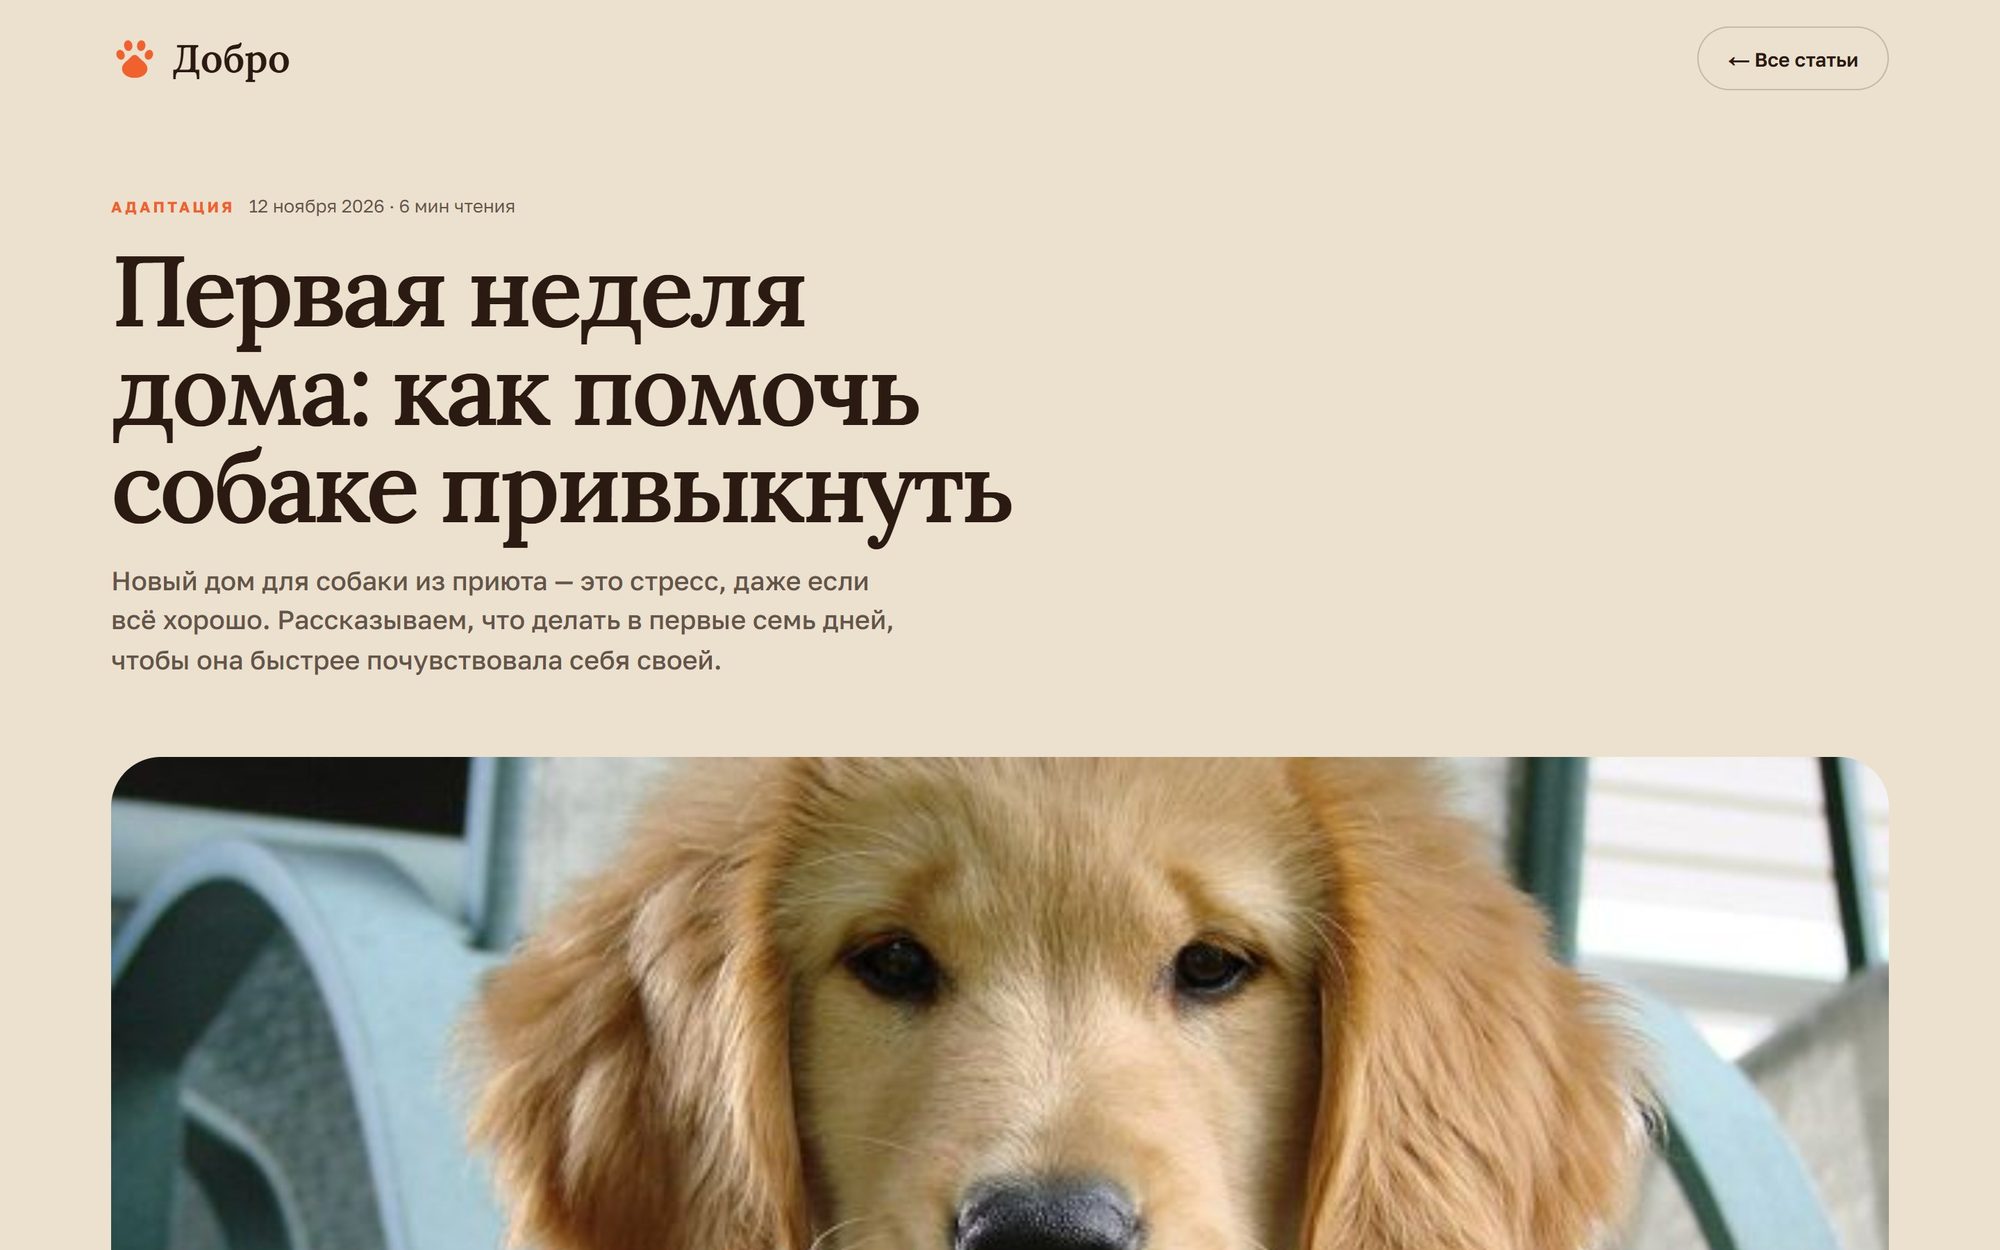 Добро
← Все статьи
АДАПТАЦИЯ 12 ноября 2026 · 6 мин чтения
Первая неделя
дома: как помочь
собаке привыкнуть
Новый дом для собаки из приюта — это стресс, даже если
всё хорошо. Рассказываем, что делать в первые семь дней,
чтобы она быстрее почувствовала себя своей.